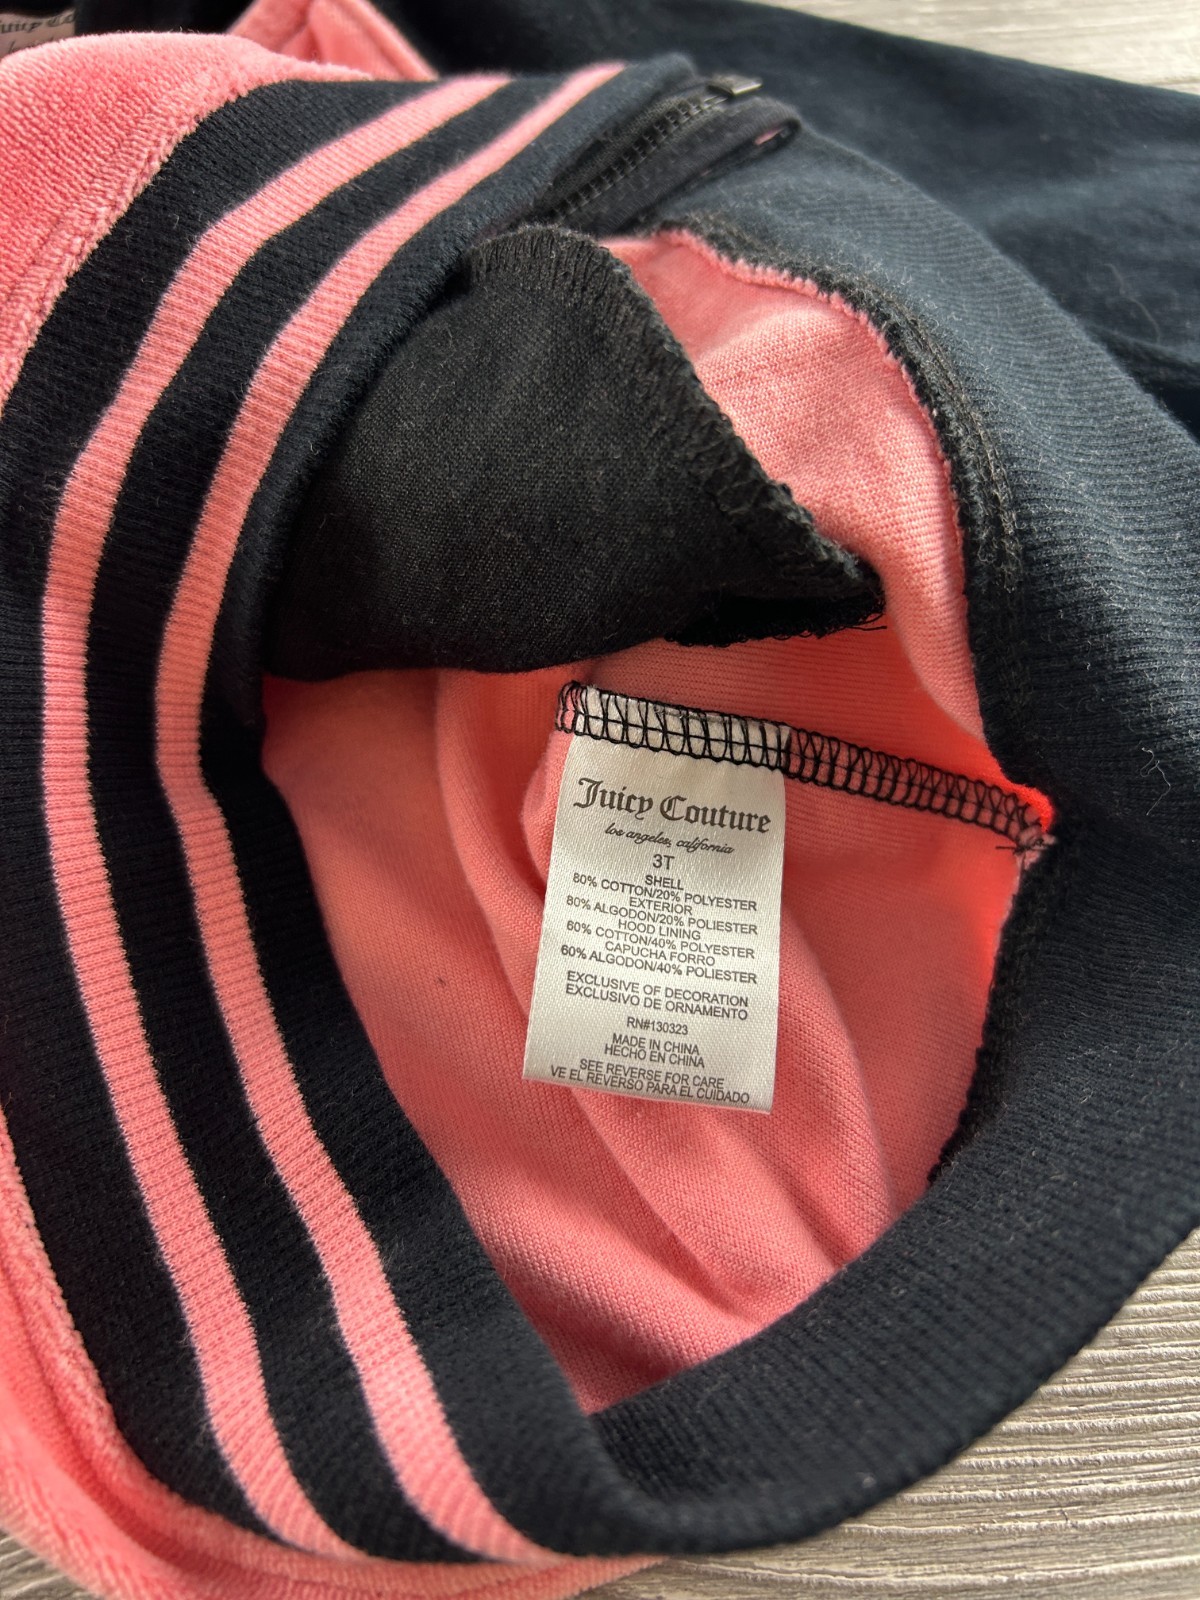 Juicy Co
Juicy Couture
los angeles, california
3T
SHELL
80% COTTON/20% POLYESTER
EXTERIOR
80% ALGODON/20% POLIESTER
HOOD LINING
60% COTTON/40% POLYESTER
CAPUCHA FORRO
60% ALGODON/40% POLIESTER
EXCLUSIVE OF DECORATION
EXCLUSIVO DE ORNAMENTO
RN#130323
MADE IN CHINA
HECHO EN CHINA
SEE REVERSE FOR CARE
VE EL REVERSO PARA EL CUIDADO